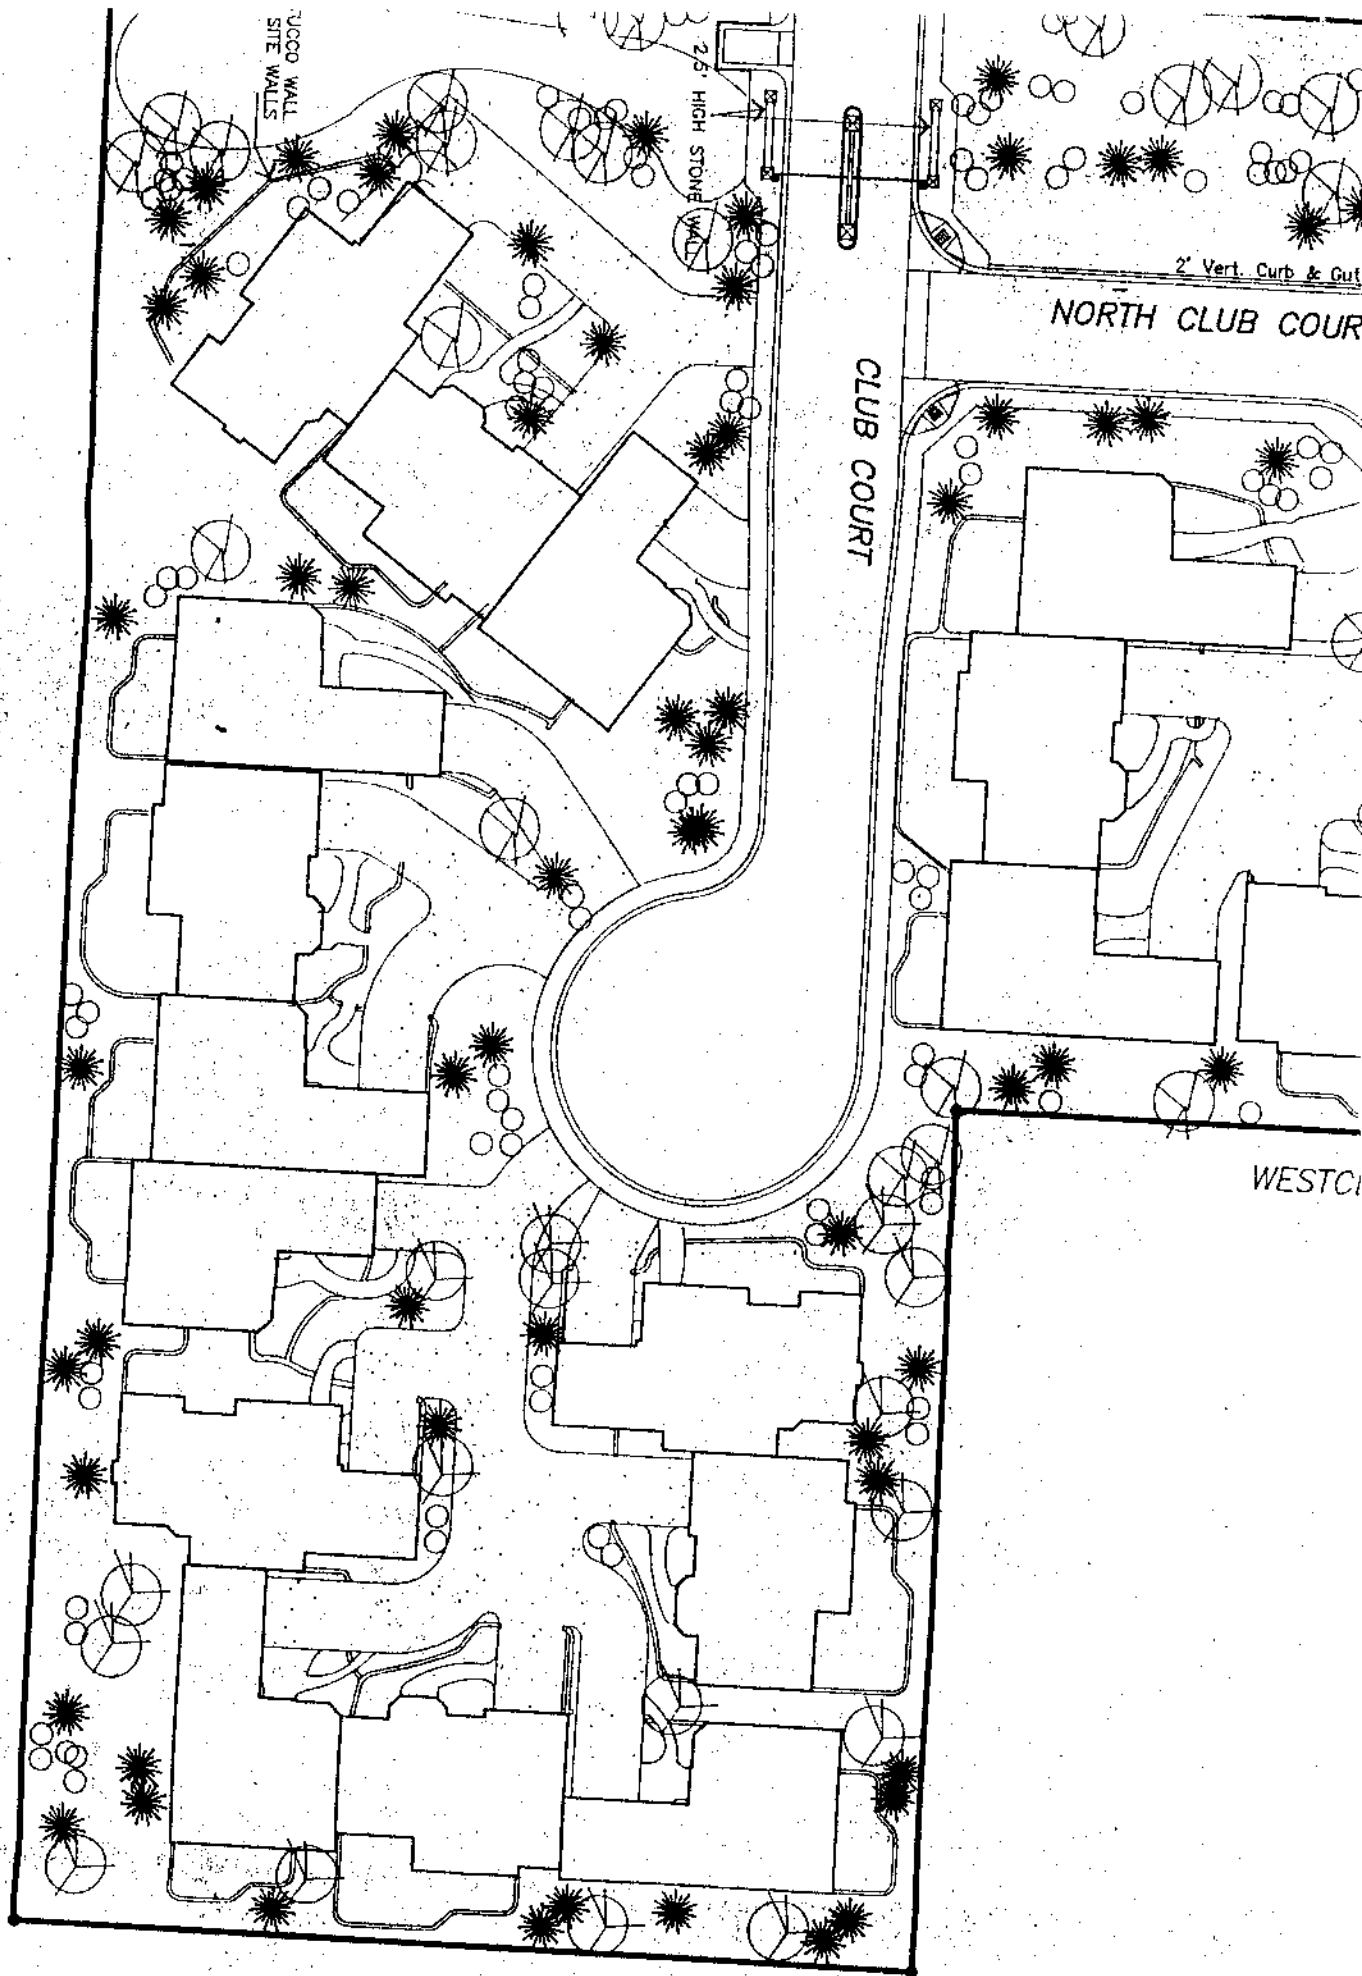 UCCO WALL
SITE WALLS
2.5' HIGH STONE WALL
2' Vert. Curb & Gut
NORTH CLUB COUR
CLUB COURT
WESTC